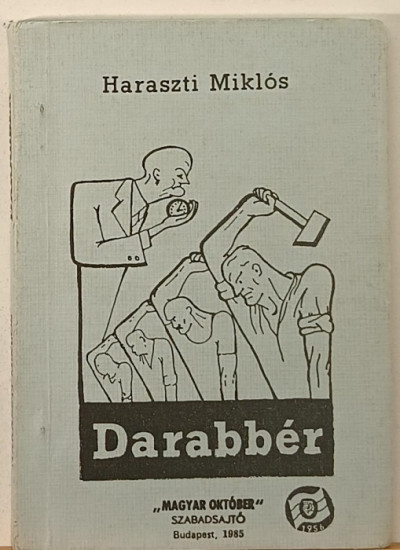 Haraszti Miklós
Darabbér
„MAGYAR OKTÓBER"
SZABADSAJTÓ
Budapest, 1985
1956